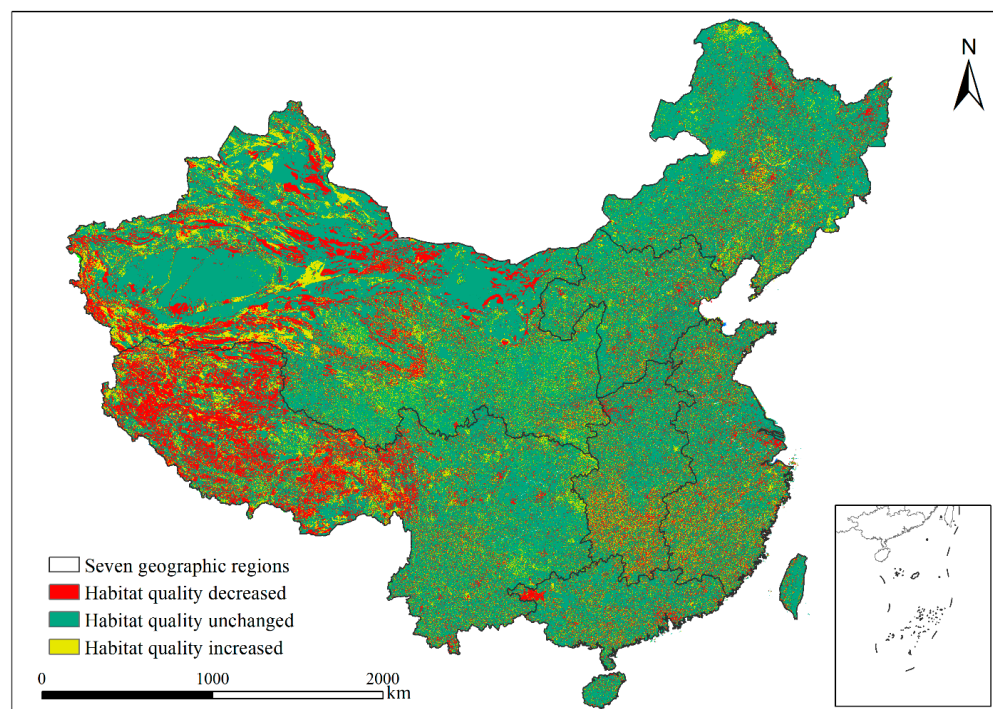 N
Seven geographic regions
Habitat quality decreased
Habitat quality unchanged
Habitat quality increased
0 1000 2000
km